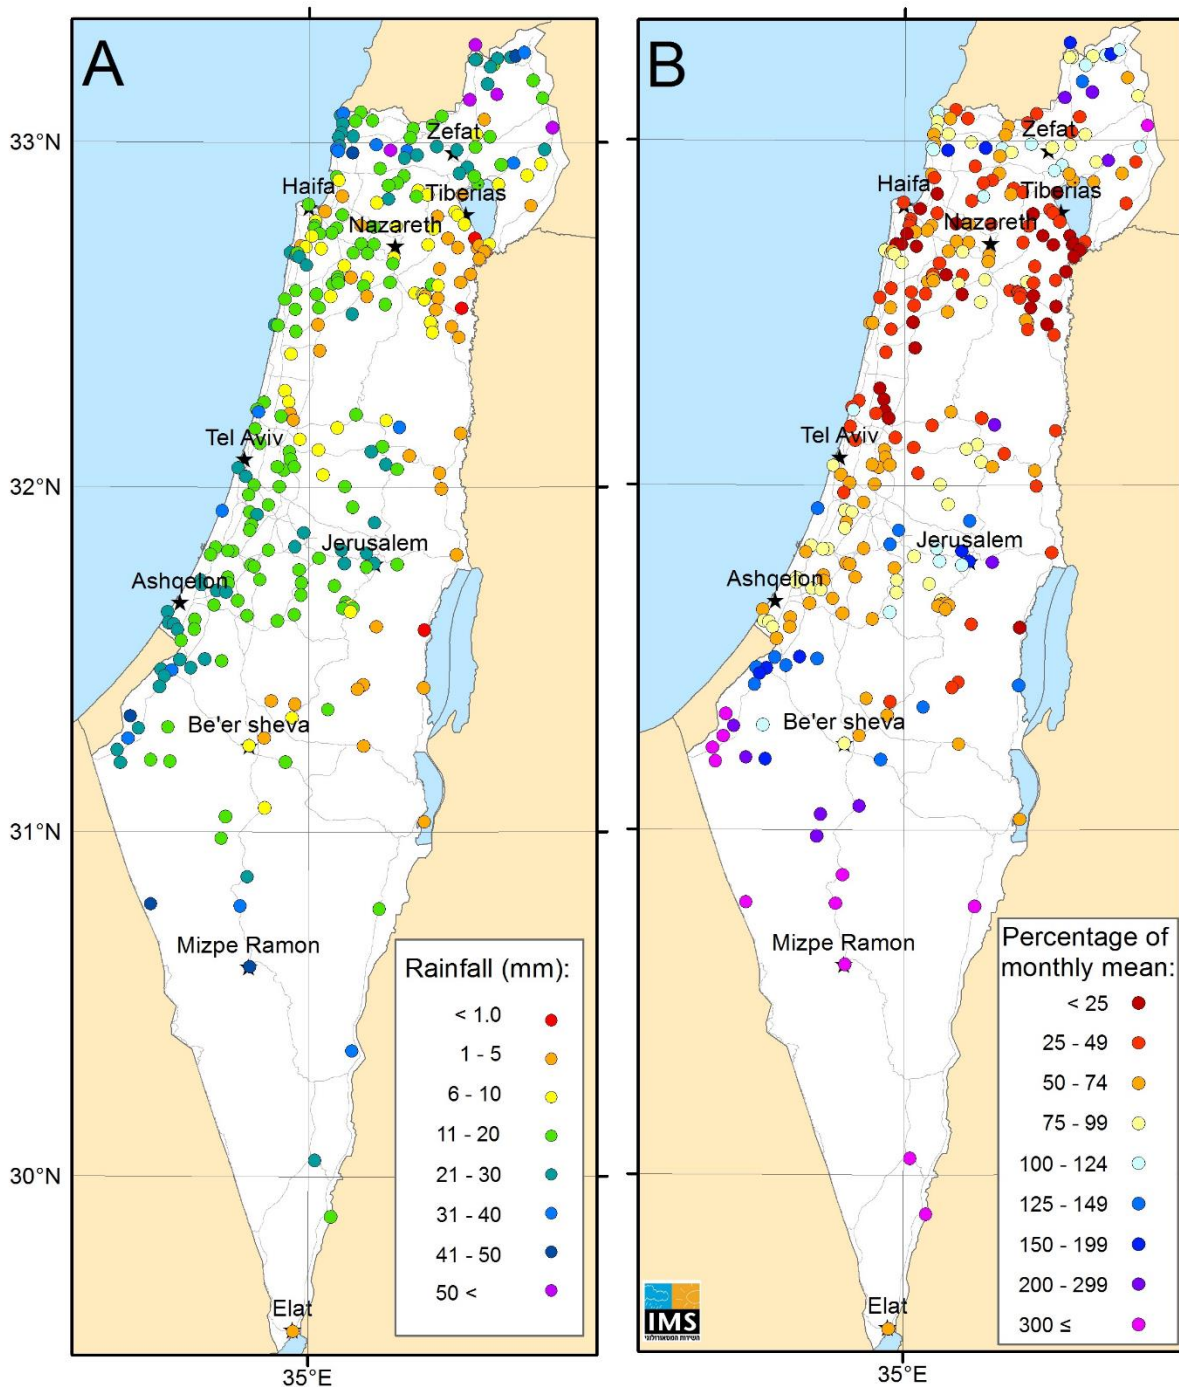 A
B
33°N
32°N
31°N
30°N
Zefat
Haifa
Tiberias
Nazareth
Tel Aviv
Jerusalem
Ashqelon
Be'er sheva
Mizpe Ramon
Elat
35°E
Rainfall (mm):
< 1.0
1 - 5
6 - 10
11 - 20
21 - 30
31 - 40
41 - 50
50 <
Zefat
Haifa
Tiberias
Nazareth
Tel Aviv
Jerusalem
Ashqelon
Be'er sheva
Mizpe Ramon
Elat
35°E
Percentage of
monthly mean:
< 25
25 - 49
50 - 74
75 - 99
100 - 124
125 - 149
150 - 199
200 - 299
300 ≤
IMS
השירות המטאורולוגי